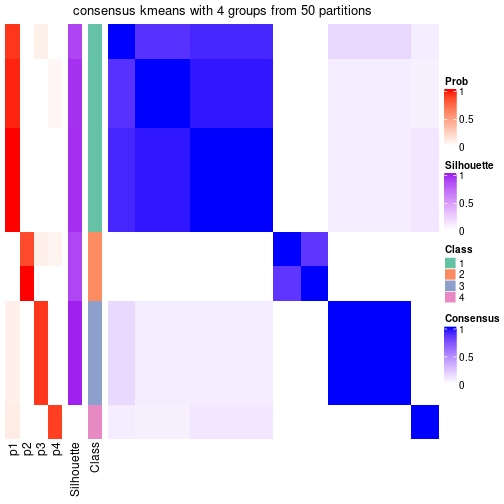 consensus kmeans with 4 groups from 50 partitions
Prob
1
0.5
0
Silhouette
1
0.5
0
Class
1
2
3
4
Consensus
1
0.5
0
p1
p2
p3
p4
Silhouette
Class